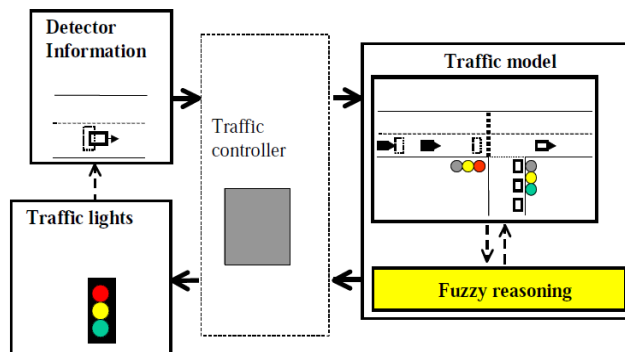 Detector
Information
Traffic
controller
Traffic model
Traffic lights
Fuzzy reasoning